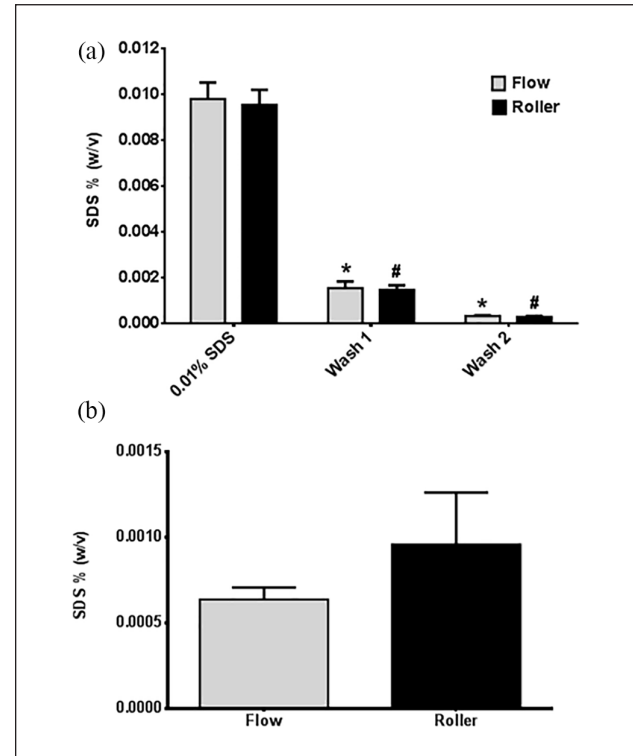 (a)
0.012
0.010
0.008
0.006
0.004
0.002
0.000
SDS % (w/v)
Flow
Roller
* # * #
0.01% SDS
Wash 1
Wash 2
(b)
0.0015
0.0010
0.0005
0.0000
SDS % (w/v)
Flow Roller